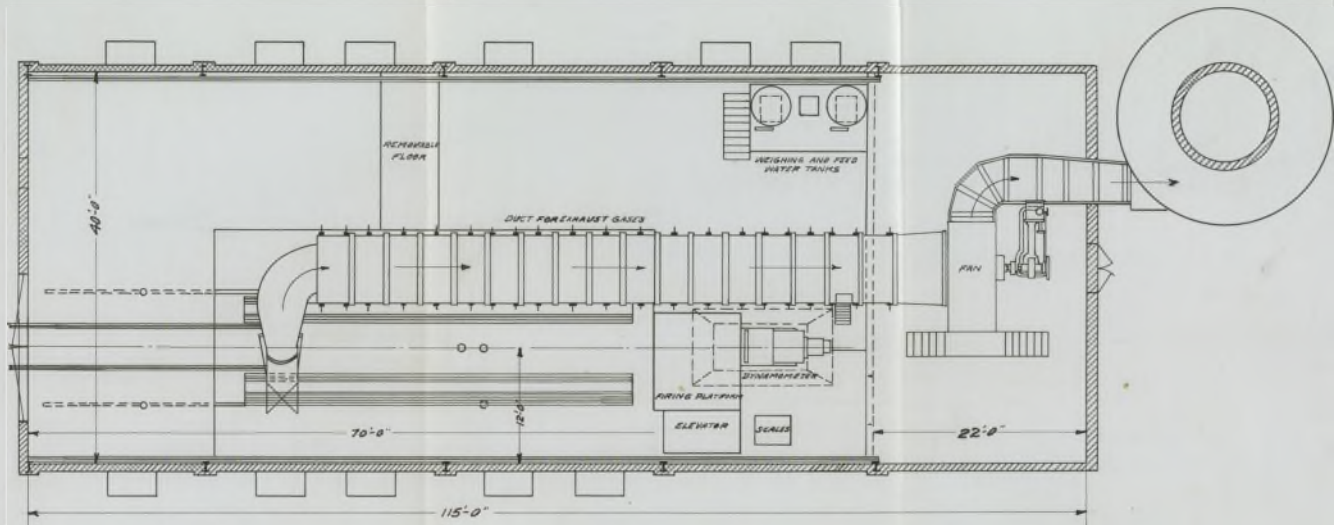 REMOVABLE
FLOOR
WEIGHING AND FEED
WATER TANKS
40'-0"
DUCT FOR EXHAUST GASES
FAN
DYNAMOMETER
FIRING PLATFORM
12'-0"
ELEVATOR
SCALES
70'-0"
22'-0"
115'-0"